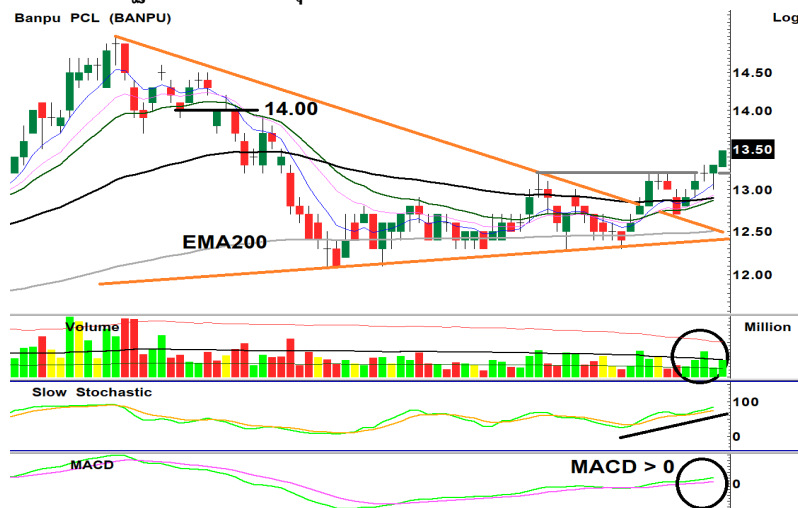 Banpu PCL (BANPU)
Log
14.50
14.00
14.00
13.50
13.00
EMA200
12.50
12.00
Volume
Million
Slow Stochastic
100
0
MACD
MACD > 0
0